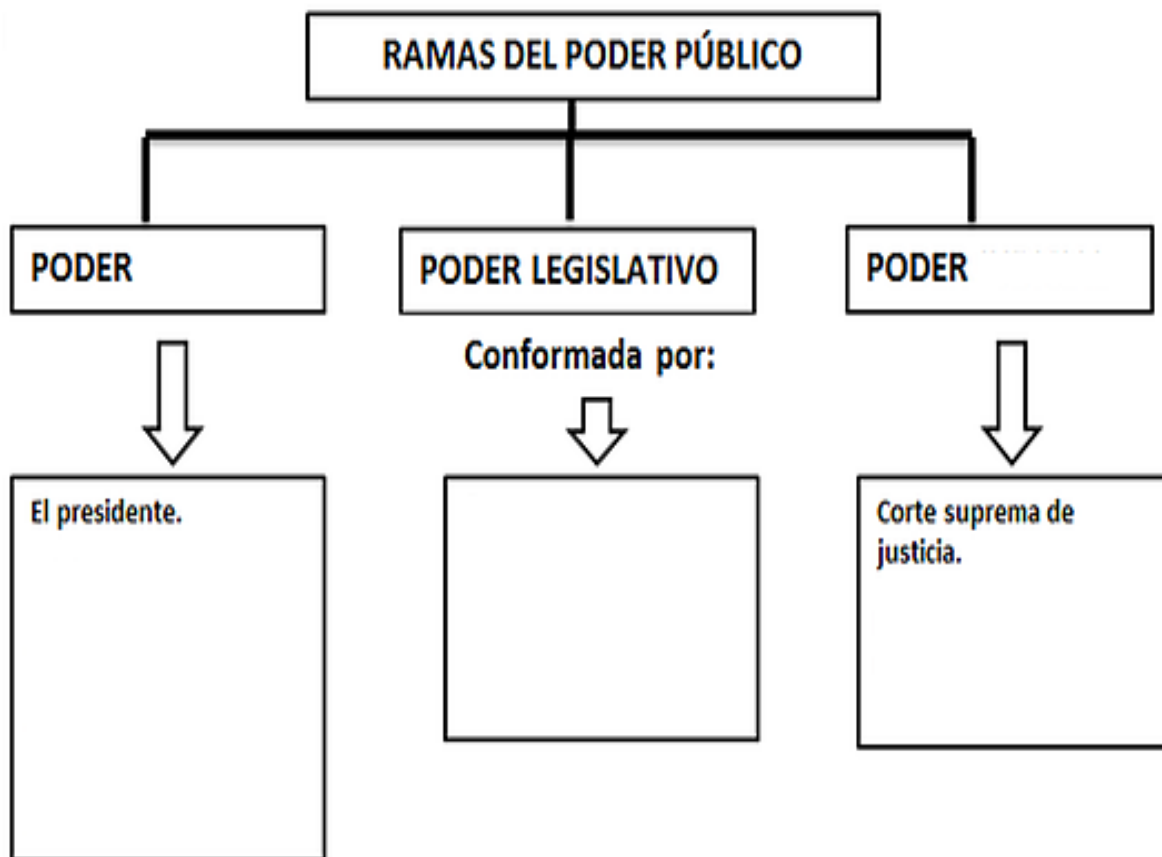 RAMAS DEL PODER PÚBLICO
PODER
PODER LEGISLATIVO
PODER
Conformada por:
El presidente.
Corte suprema de
justicia.